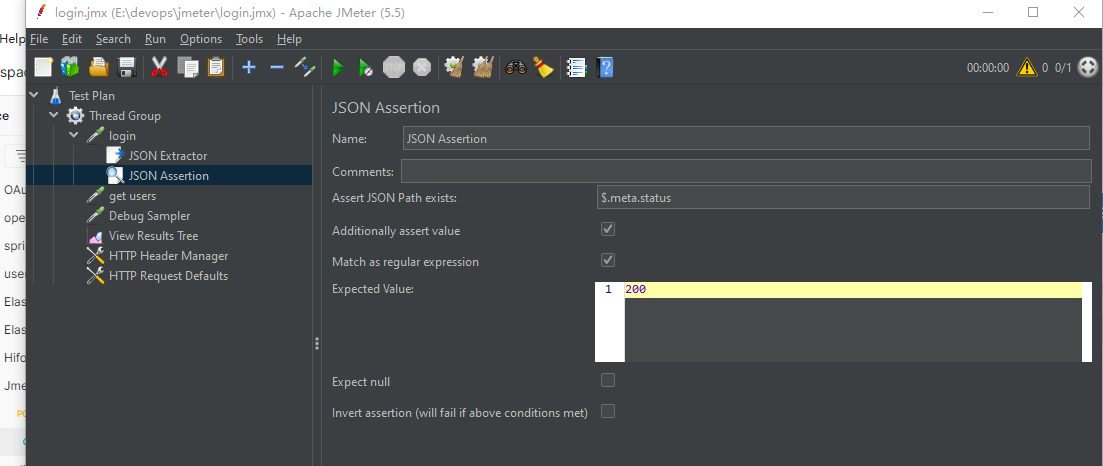 login.jmx (E:\devops\jmeter\login.jmx) - Apache JMeter (5.5)
Help
File Edit Search Run Options Tools Help
spac
STOP
00:00:00 0 0/1
Test Plan
ce
Thread Group
JSON Assertion
login
Name: JSON Assertion
JSON Extractor
Comments:
JSON Assertion
OAu
get users
Assert JSON Path exists: $.meta.status
ope
Debug Sampler
Additionally assert value
spri
View Results Tree
HTTP Header Manager
Match as regular expression
user
HTTP Request Defaults
Expected Value: 1 200
Elas
Elas
Hifo
Jme
Expect null
PO
Invert assertion (will fail if above conditions met)